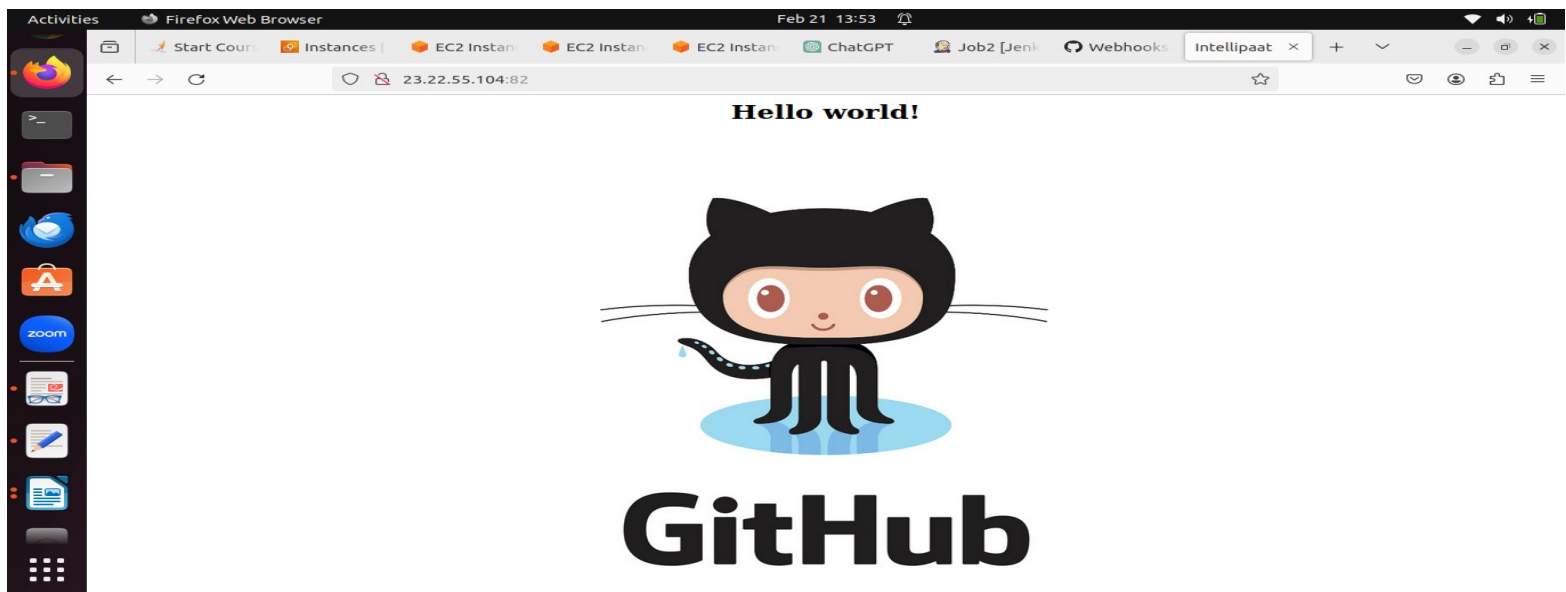 Activities Firefox Web Browser Feb 21 13:53
Start Cours Instances | EC2 Instan EC2 Instan EC2 Instan ChatGPT Job2 [Jenk Webhooks Intellipaat
23.22.55.104:82
Hello world!
zoom
GitHub